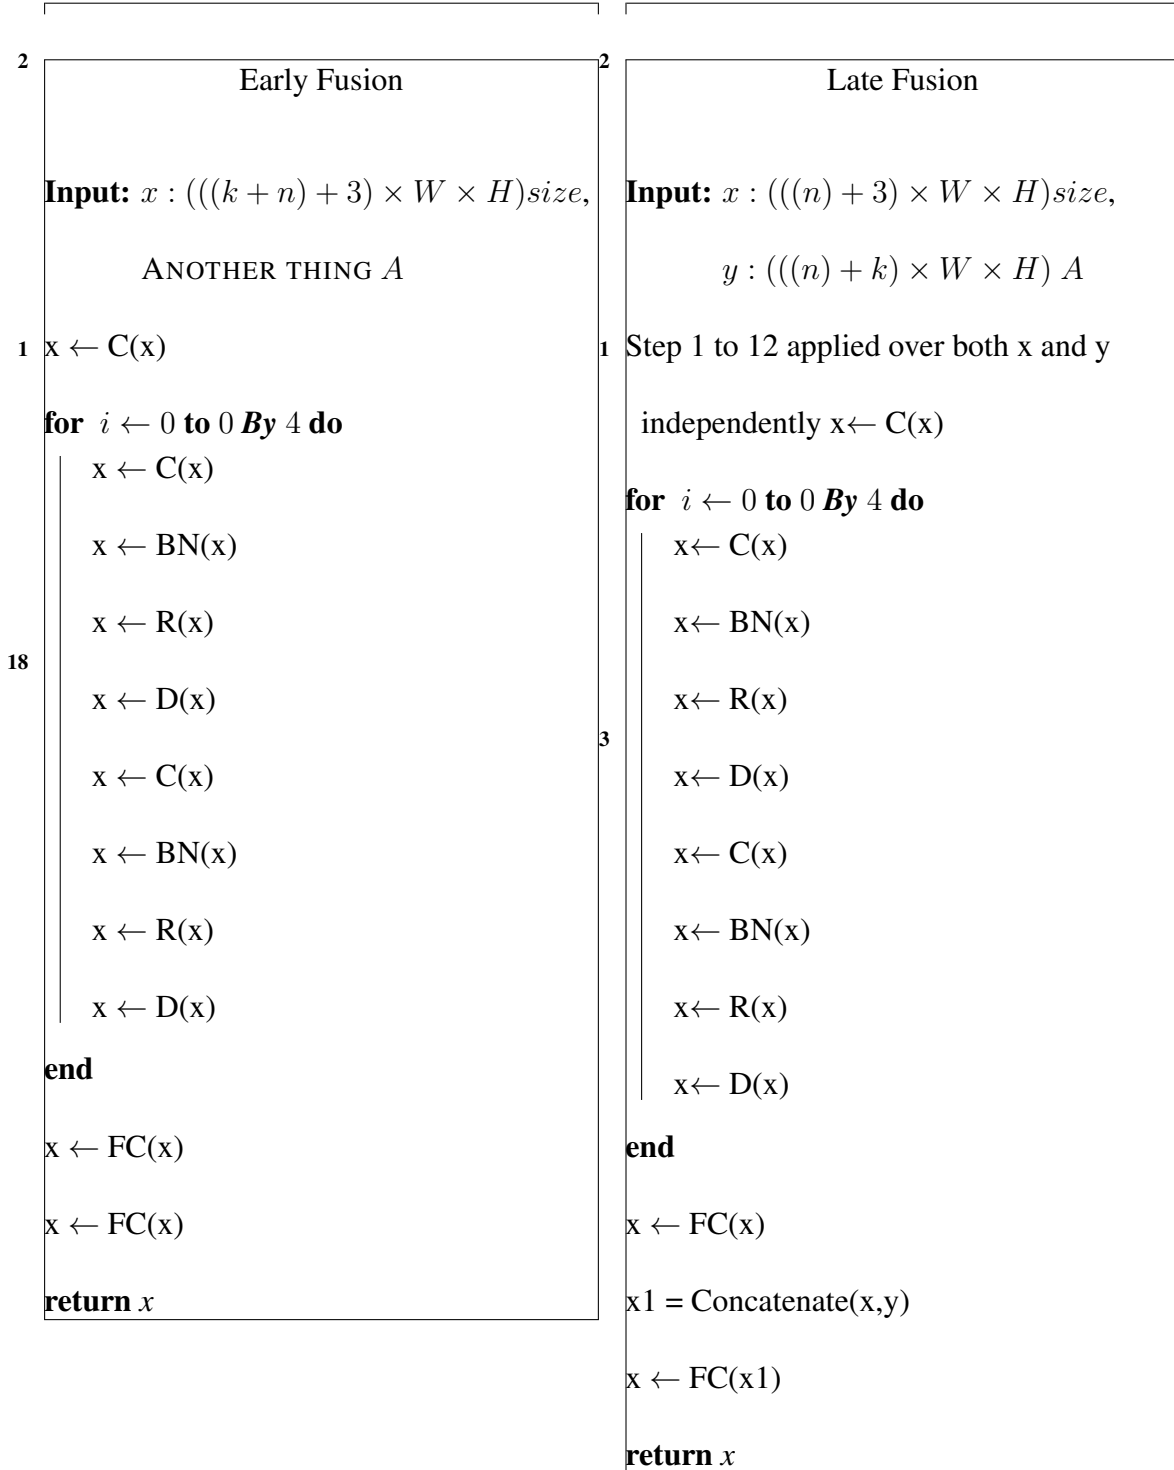 2
Early Fusion
Input: x : (((k + n) + 3) × W × H)size,
ANOTHER THING A
1 x ← C(x)
for i ← 0 to 0 By 4 do
x ← C(x)
x ← BN(x)
x ← R(x)
18
x ← D(x)
x ← C(x)
x ← BN(x)
x ← R(x)
x ← D(x)
end
x ← FC(x)
x ← FC(x)
return x
2
Late Fusion
Input: x : (((n) + 3) × W × H)size,
y : (((n) + k) × W × H) A
1 Step 1 to 12 applied over both x and y
independently x← C(x)
for i ← 0 to 0 By 4 do
x← C(x)
x← BN(x)
x← R(x)
3
x← D(x)
x← C(x)
x← BN(x)
x← R(x)
x← D(x)
end
x ← FC(x)
x1 = Concatenate(x,y)
x ← FC(x1)
return x